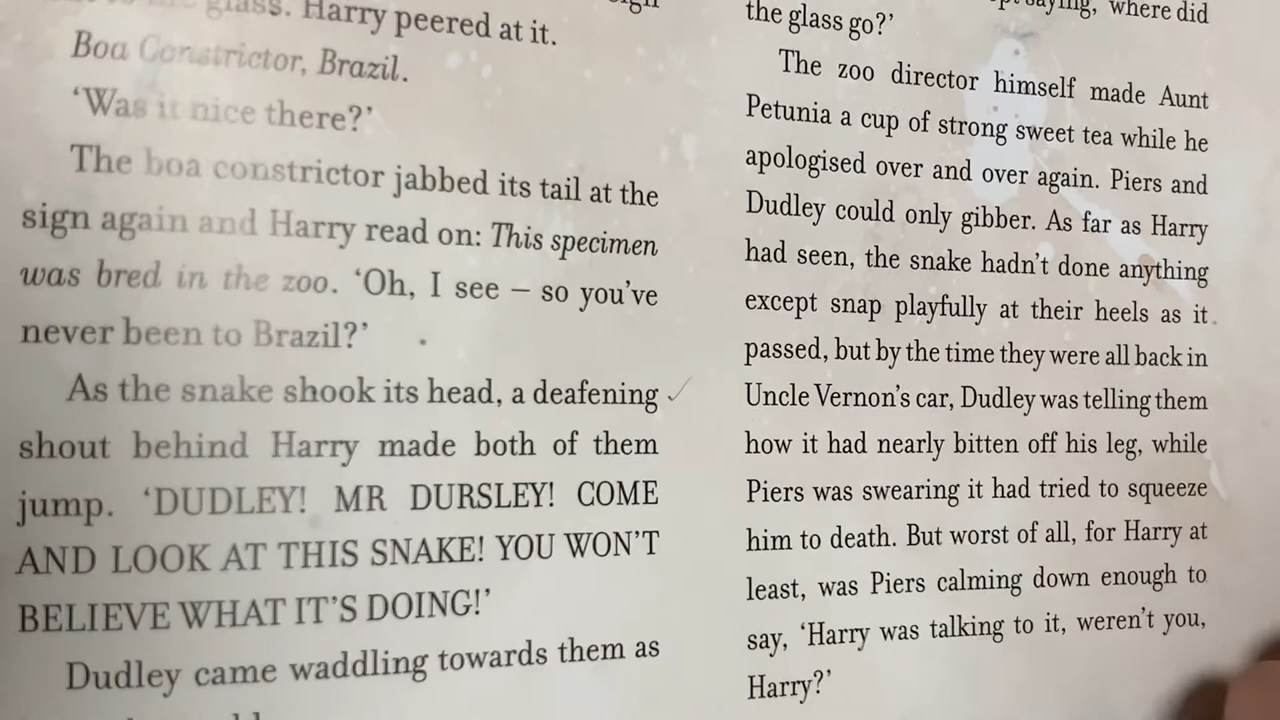 glass. Harry peered at it.
Boa Constrictor, Brazil.
‘Was it nice there?’
The boa constrictor jabbed its tail at the
sign again and Harry read on: This specimen
was bred in the zoo. ‘Oh, I see – so you’ve
never been to Brazil?’
As the snake shook its head, a deafening
shout behind Harry made both of them
jump. ‘DUDLEY! MR DURSLEY! COME
AND LOOK AT THIS SNAKE! YOU WON’T
BELIEVE WHAT IT’S DOING!’
Dudley came waddling towards them as
saying, where did
the glass go?’
The zoo director himself made Aunt
Petunia a cup of strong sweet tea while he
apologised over and over again. Piers and
Dudley could only gibber. As far as Harry
had seen, the snake hadn’t done anything
except snap playfully at their heels as it
passed, but by the time they were all back in
Uncle Vernon’s car, Dudley was telling them
how it had nearly bitten off his leg, while
Piers was swearing it had tried to squeeze
him to death. But worst of all, for Harry at
least, was Piers calming down enough to
say, ‘Harry was talking to it, weren’t you,
Harry?’